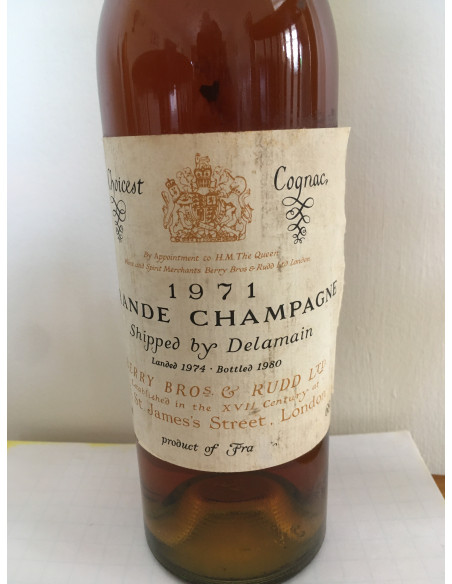 Choicest Cognac,
By Appointment to H.M. The Queen
Wine and Spirit Merchants Berry Bros & Rudd Ltd London.
1971
RANDE CHAMPAGNE
Shipped by Delamain
Landed 1974 · Bottled 1980
ERRY BROS. & RUDD LTD.
Established in the XVII Century at
St. James's Street, London
product of Fra